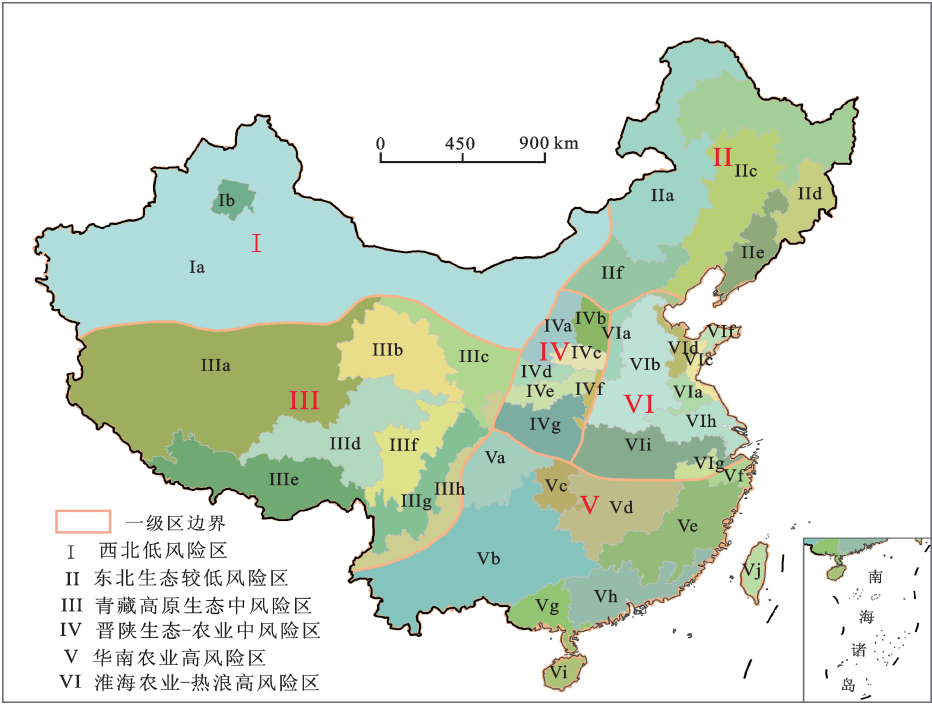 0 450 900 km
II
IIc
IId
IIa
Ib
I
Ia
IIe
IIf
IVa
IVb
VIa
VIf
IIIa
IIIb
IIIc
IV
IVc
VIb
VId
VIc
IVd
IVe
IVf
VIa
III
VI
IVg
VIh
IIId
IIIf
VIi
IIIe
IIIg
IIIh
Va
VIg
Vf
Vc
V
Vd
Ve
Vb
Vj
Vg
Vh
Vi
一级区边界
I 西北低风险区
II 东北生态较低风险区
III 青藏高原生态中风险区
IV 晋陕生态-农业中风险区
V 华南农业高风险区
VI 淮海农业-热浪高风险区
南
海
诸
岛